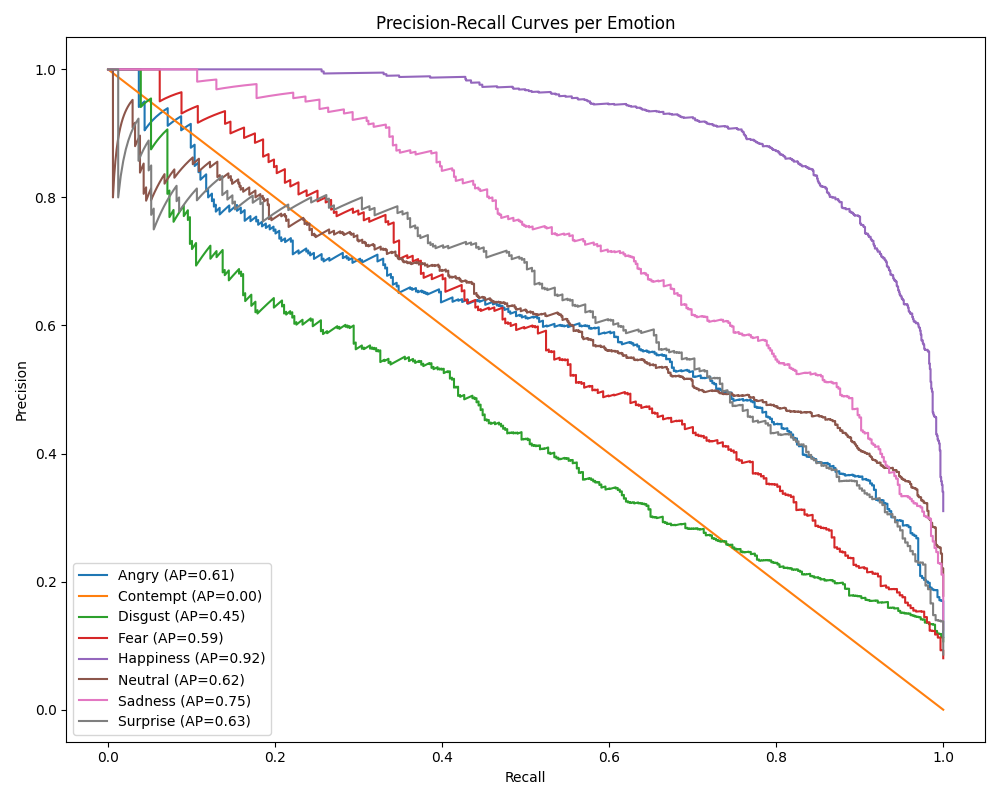 Precision-Recall Curves per Emotion
Precision
1.0
0.8
0.6
0.4
0.2
0.0
Angry (AP=0.61)
Contempt (AP=0.00)
Disgust (AP=0.45)
Fear (AP=0.59)
Happiness (AP=0.92)
Neutral (AP=0.62)
Sadness (AP=0.75)
Surprise (AP=0.63)
0.0 0.2 0.4 0.6 0.8 1.0
Recall